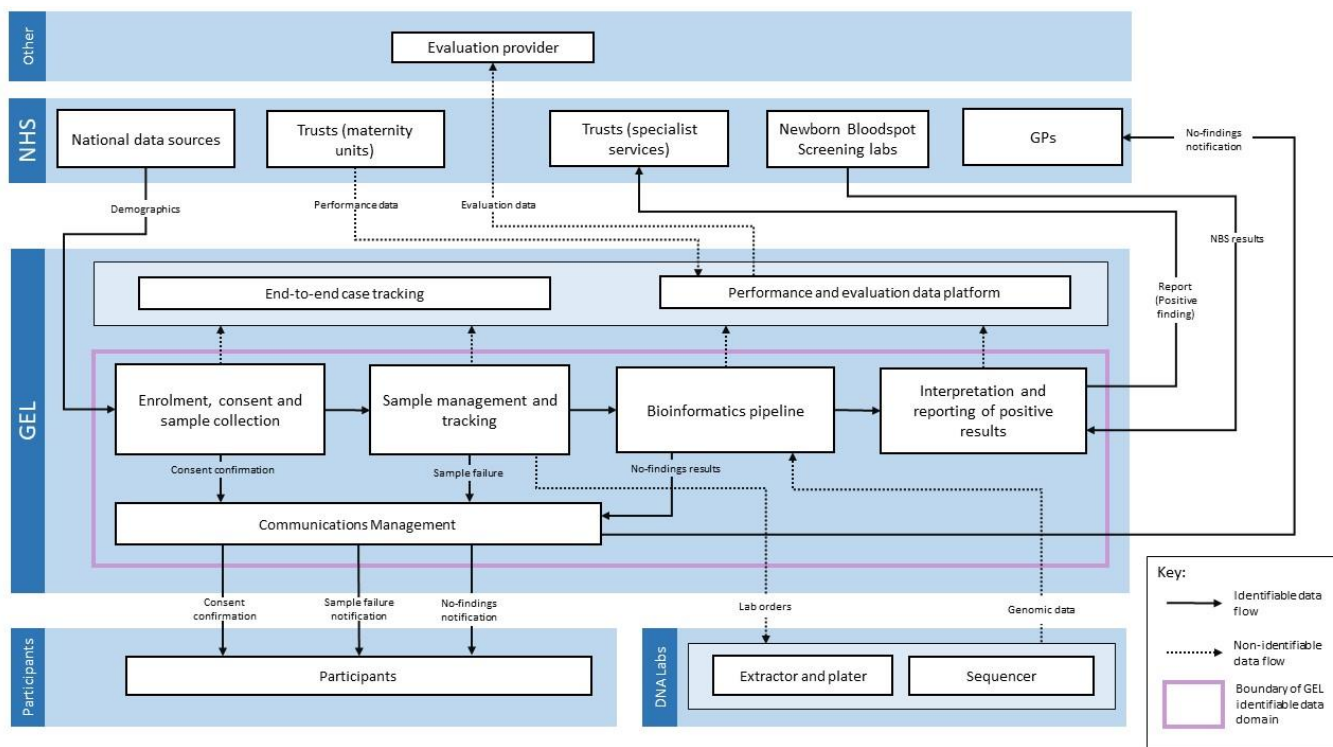 Other
Evaluation provider
NHS
National data sources
Trusts (maternity
units)
Trusts (specialist
services)
Newborn Bloodspot
Screening labs
GPs
No-findings
notification
Demographics
Performance data
Evaluation data
NBS results
GEL
End-to-end case tracking
Performance and evaluation data platform
Report
(Positive
finding)
Enrolment, consent and
sample collection
Sample management and
tracking
Bioinformatics pipeline
Interpretation and
reporting of positive
results
Consent confirmation
Sample failure
No-findings results
Communications Management
Consent
confirmation
Sample failure
notification
No-findings
notification
Lab orders
Genomic data
Participants
Participants
DNA Labs
Extractor and plater
Sequencer
Key:
Identifiable data
flow
Non-identifiable
data flow
Boundary of GEL
identifiable data
domain